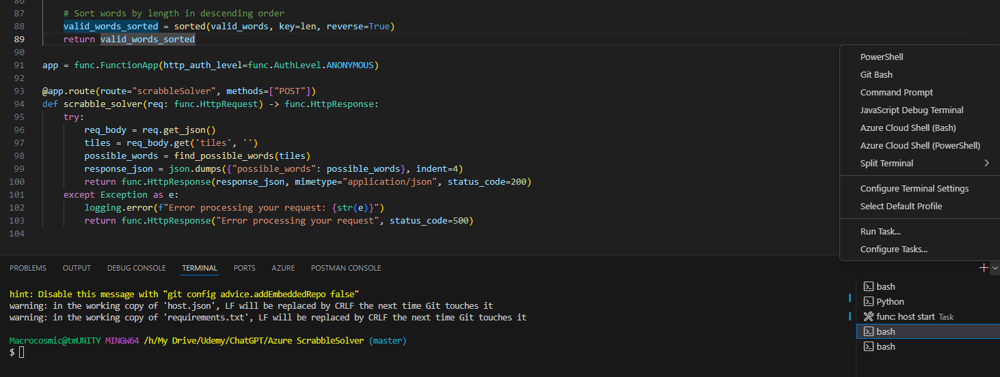 86
87 # Sort words by length in descending order
88 valid_words_sorted = sorted(valid_words, key=len, reverse=True)
89 return valid_words_sorted
90
91 app = func.FunctionApp(http_auth_level=func.AuthLevel.ANONYMOUS)
92
93 @app.route(route="scrabbleSolver", methods=["POST"])
94 def scrabble_solver(req: func.HttpRequest) -> func.HttpResponse:
95 try:
96 req_body = req.get_json()
97 tiles = req_body.get('tiles', '')
98 possible_words = find_possible_words(tiles)
99 response_json = json.dumps({"possible_words": possible_words}, indent=4)
100 return func.HttpResponse(response_json, mimetype="application/json", status_code=200)
101 except Exception as e:
102 logging.error(f"Error processing your request: {str(e)}")
103 return func.HttpResponse("Error processing your request", status_code=500)
104
PowerShell
Git Bash
Command Prompt
JavaScript Debug Terminal
Azure Cloud Shell (Bash)
Azure Cloud Shell (PowerShell)
Split Terminal
Configure Terminal Settings
Select Default Profile
Run Task...
Configure Tasks...
PROBLEMS OUTPUT DEBUG CONSOLE TERMINAL PORTS AZURE POSTMAN CONSOLE
hint: Disable this message with "git config advice.addEmbeddedRepo false"
warning: in the working copy of 'host.json', LF will be replaced by CRLF the next time Git touches it
warning: in the working copy of 'requirements.txt', LF will be replaced by CRLF the next time Git touches it
Macrocosmic@tmUNITY MINGW64 /h/My Drive/Udemy/ChatGPT/Azure ScrabbleSolver (master)
$
bash
Python
func: host start Task
bash
bash